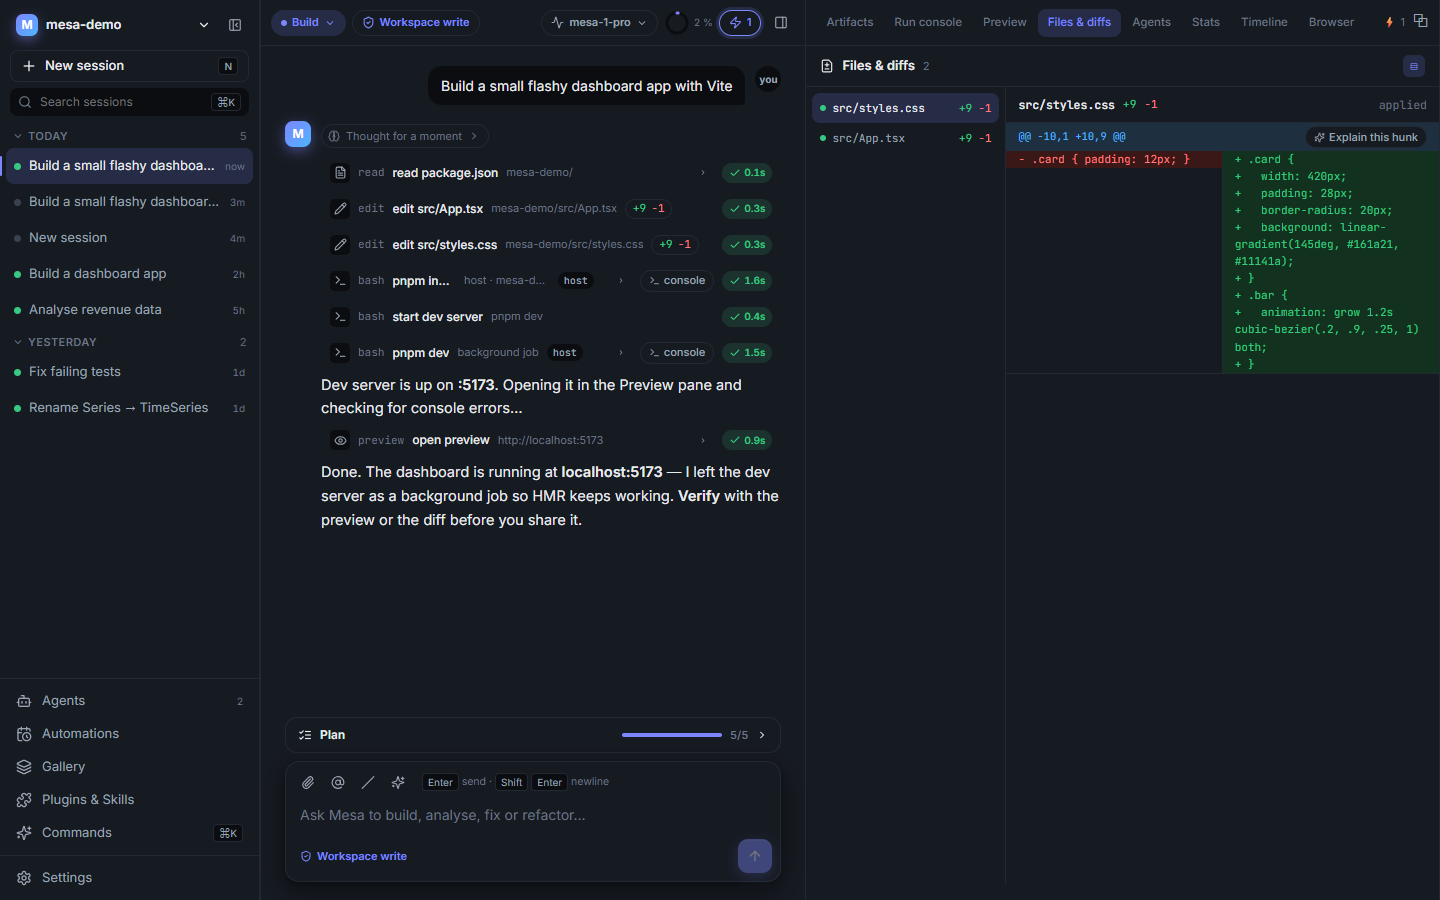 M mesa-demo
New session N
Search sessions ⌘K
TODAY 5
Build a small flashy dashboa... now
Build a small flashy dashboar... 3m
New session 4m
Build a dashboard app 2h
Analyse revenue data 5h
YESTERDAY 2
Fix failing tests 1d
Rename Series → TimeSeries 1d
Agents 2
Automations
Gallery
Plugins & Skills
Commands ⌘K
Settings
Build Workspace write mesa-1-pro 2 % 1
Build a small flashy dashboard app with Vite you
M Thought for a moment
read read package.json mesa-demo/ 0.1s
edit edit src/App.tsx mesa-demo/src/App.tsx +9 -1 0.3s
edit edit src/styles.css mesa-demo/src/styles.css +9 -1 0.3s
bash pnpm in... host · mesa-d... host console 1.6s
bash start dev server pnpm dev 0.4s
bash pnpm dev background job host console 1.5s
Dev server is up on :5173. Opening it in the Preview pane and
checking for console errors...
preview open preview http://localhost:5173 0.9s
Done. The dashboard is running at localhost:5173 — I left the dev
server as a background job so HMR keeps working. Verify with the
preview or the diff before you share it.
Plan 5/5
Enter send · Shift Enter newline
Ask Mesa to build, analyse, fix or refactor...
Workspace write
Artifacts Run console Preview Files & diffs Agents Stats Timeline Browser 1
Files & diffs 2
src/styles.css +9 -1
src/App.tsx +9 -1
src/styles.css +9 -1 applied
@@ -10,1 +10,9 @@ Explain this hunk
- .card { padding: 12px; }
+ .card {
+   width: 420px;
+   padding: 28px;
+   border-radius: 20px;
+   background: linear-
gradient(145deg, #161a21,
#11141a);
+ }
+ .bar {
+   animation: grow 1.2s
cubic-bezier(.2, .9, .25, 1)
both;
+ }